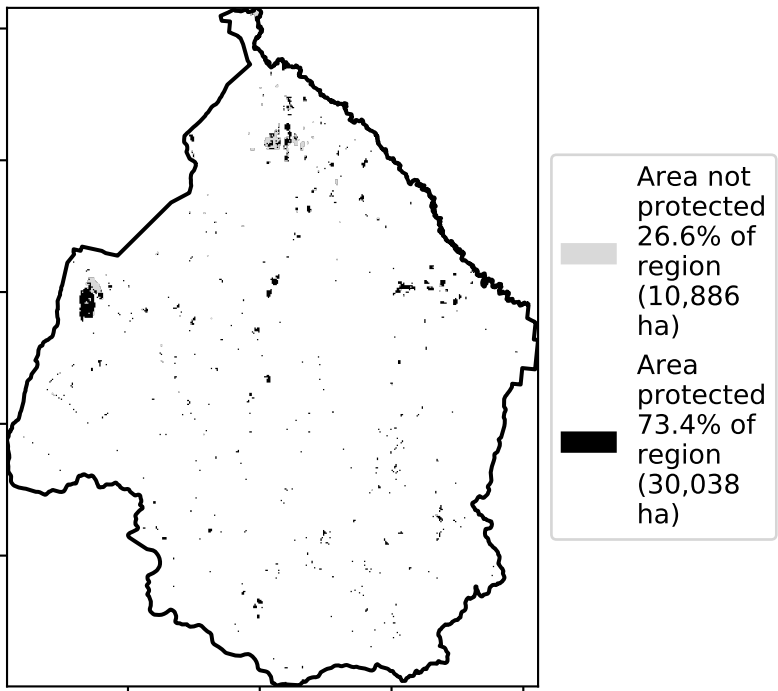 Area not
protected
26.6% of
region
(10,886
ha)
Area
protected
73.4% of
region
(30,038
ha)